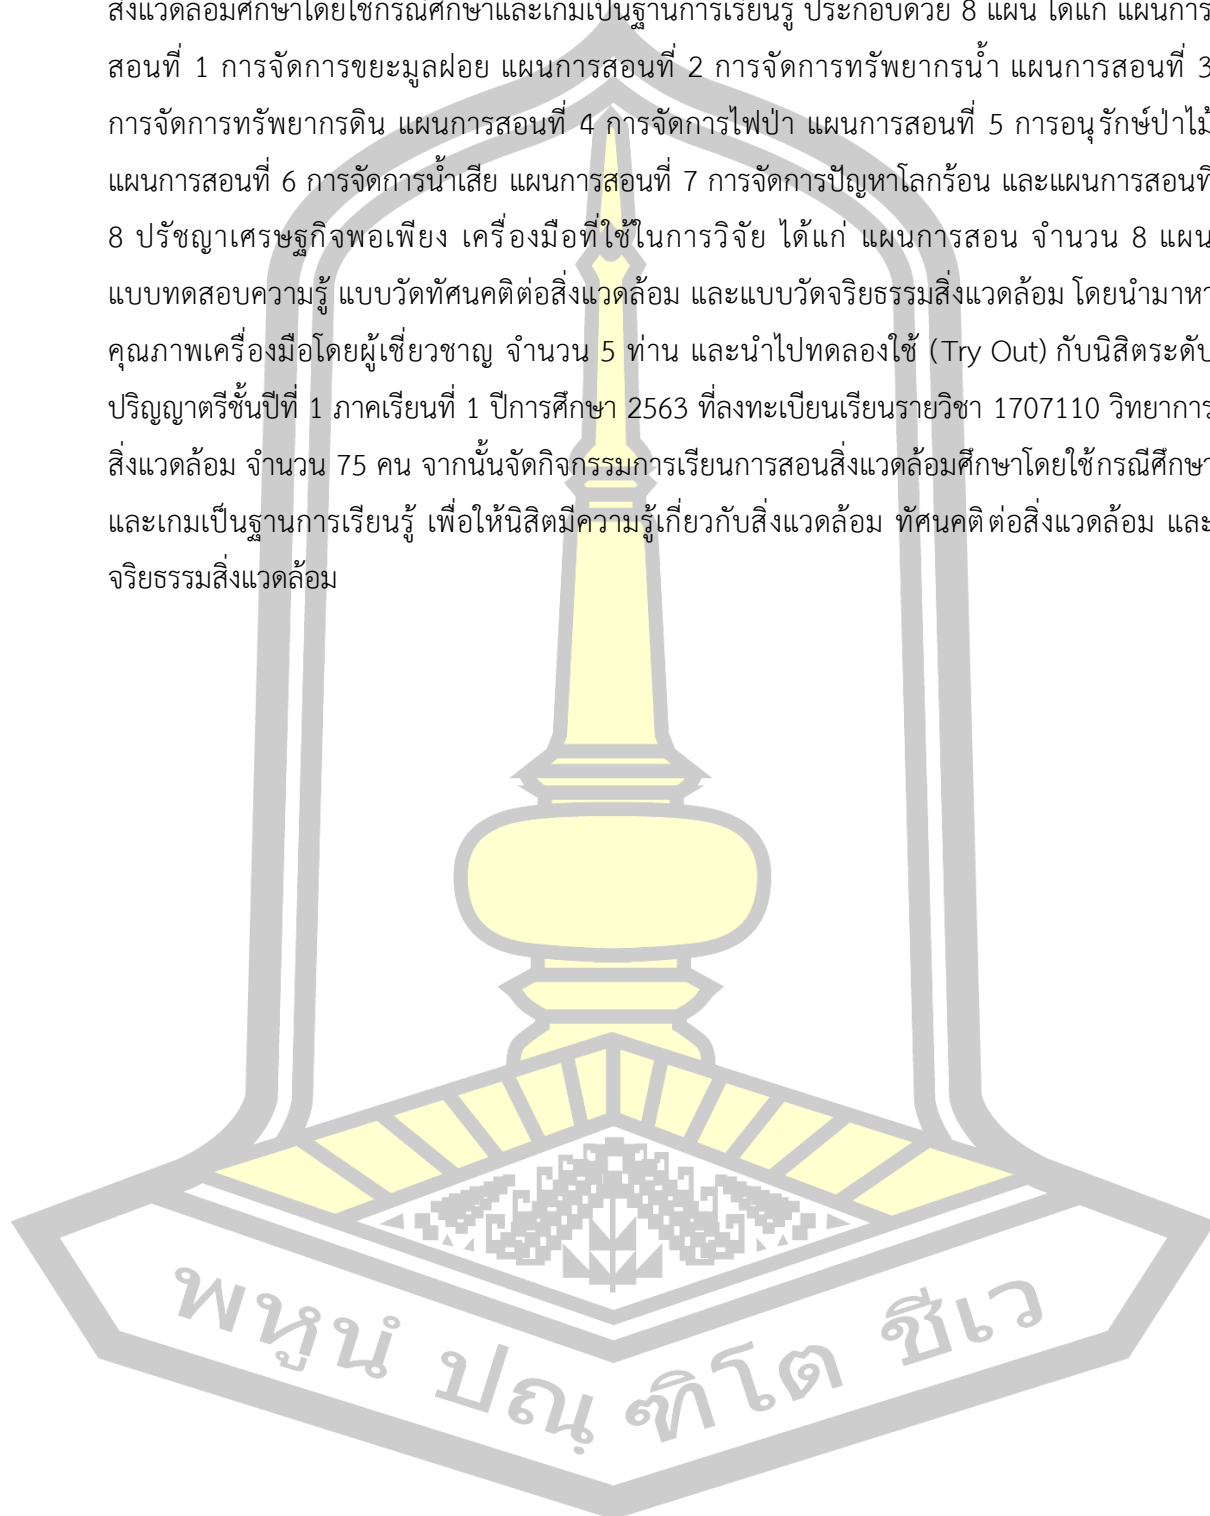 สิ่งแวดล้อมศึกษาโดยใช้กรณีศึกษาและเกมเป็นฐานการเรียนรู้ ประกอบด้วย 8 แผน ได้แก่ แผนการ
สอนที่ 1 การจัดการขยะมูลฝอย แผนการสอนที่ 2 การจัดการทรัพยากรน้ำ แผนการสอนที่ 3
การจัดการทรัพยากรดิน แผนการสอนที่ 4 การจัดการไฟป่า แผนการสอนที่ 5 การอนุรักษ์ป่าไม้
แผนการสอนที่ 6 การจัดการน้ำเสีย แผนการสอนที่ 7 การจัดการปัญหาโลกร้อน และแผนการสอนที่
8 ปรัชญาเศรษฐกิจพอเพียง เครื่องมือที่ใช้ในการวิจัย ได้แก่ แผนการสอน จำนวน 8 แผน
แบบทดสอบความรู้ แบบวัดทัศนคติต่อสิ่งแวดล้อม และแบบวัดจริยธรรมสิ่งแวดล้อม โดยนำมาหา
คุณภาพเครื่องมือโดยผู้เชี่ยวชาญ จำนวน 5 ท่าน และนำไปทดลองใช้ (Try Out) กับนิสิตระดับ
ปริญญาตรีชั้นปีที่ 1 ภาคเรียนที่ 1 ปีการศึกษา 2563 ที่ลงทะเบียนเรียนรายวิชา 1707110 วิทยาการ
สิ่งแวดล้อม จำนวน 75 คน จากนั้นจัดกิจกรรมการเรียนการสอนสิ่งแวดล้อมศึกษาโดยใช้กรณีศึกษา
และเกมเป็นฐานการเรียนรู้ เพื่อให้นิสิตมีความรู้เกี่ยวกับสิ่งแวดล้อม ทัศนคติต่อสิ่งแวดล้อม และ
จริยธรรมสิ่งแวดล้อม
พหูนํ ปณฺฑิโต ชีเว